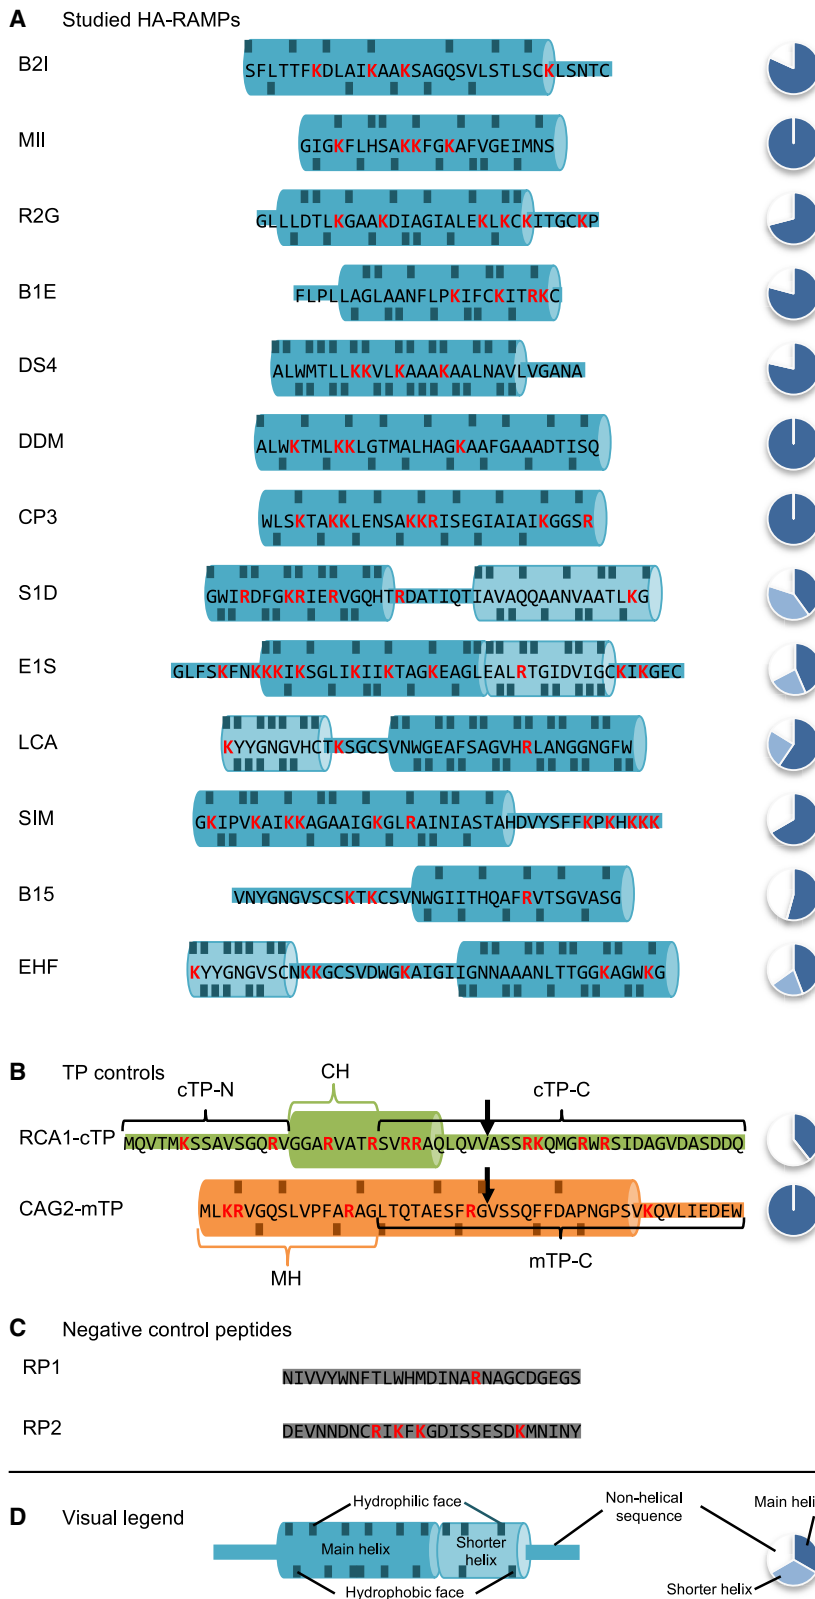 A Studied HA-RAMPs
B2I SFLTTFKDLAIKAAKSAGQSVLSTLSCKLSNTC
MII GIGKFLHSAKKFGKAFVGEIMNS
R2G GLLLDTLKGAAKDIAGIALEKLKCKITGCKP
B1E FLPLLAGLAANFLPKIFCKITRKC
DS4 ALWMTLLKKVLKAAAKAALNAVLVGANA
DDM ALWKTMLKKLGTMALHAGKAAFGAAADTISQ
CP3 WLSKTAKKLENSAKKRISEGIAIAIKGGSR
S1D GWIRDFGKRIERVGQHTRDATIQTIAVAQQAANVAATLKG
E1S GLFSKFNKKKIKSGLIKIIKTAGKEAGLEALRTGIDVIGCKIKGEC
LCA KYYGNGVHCTKSGCSVNWGEAFSAGVHRLANGGNGFW
SIM GKIPVKAIKKAGAAIGKGLRAINIASTAHDVYSFFKPKHKKK
B15 VNYGNGVSCSKTKCSVNWGIITHQAFRVTSGVASG
EHF KYYGNGVSCNKKGCSVDWGKAIGIIGNNAAANLTTGGKAGWKG
B TP controls
CH
cTP-N cTP-C
RCA1-cTP MQVTMKSSAVSGQRVGGARVATRSVRRAQLQVVASSRKQMGRWRSIDAGVDASDDQ
CAG2-mTP MLKRVGQSLVPFARAGLTQTAESFRGVSSQFFDAPNGPSVKQVLIEDEW
mTP-C
MH
C Negative control peptides
RP1 NIVVYWNFTLWHMDINARNAGCDGEGS
RP2 DEVNNDNCRIKFKGDISSESDKMNINY
D Visual legend
Hydrophilic face
Non-helical
sequence
Main heli
Main helix
Shorter
helix
Hydrophobic face
Shorter helix